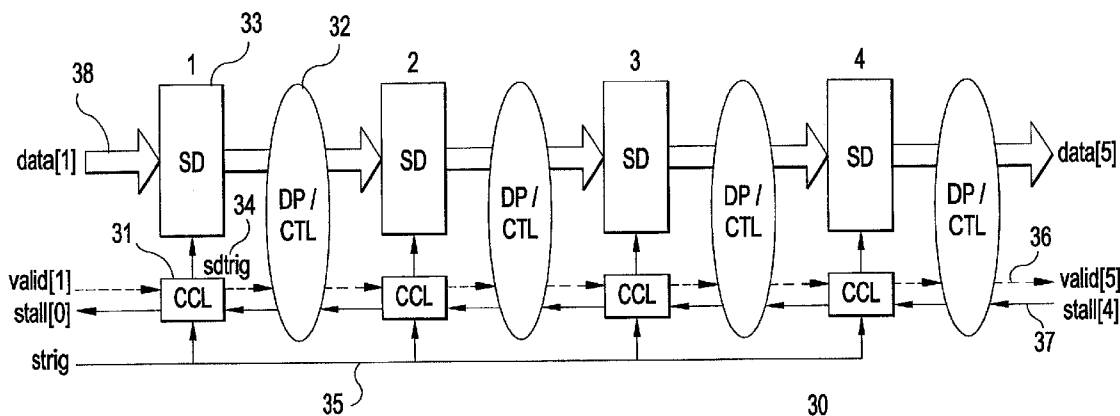 33
32
1
2
3
4
38
data[1]
SD
SD
SD
SD
data[5]
DP /
CTL
DP /
CTL
DP /
CTL
DP /
CTL
34
31
sdtrig
36
valid[1]
CCL
CCL
CCL
CCL
valid[5]
stall[0]
stall[4]
37
strig
35
30